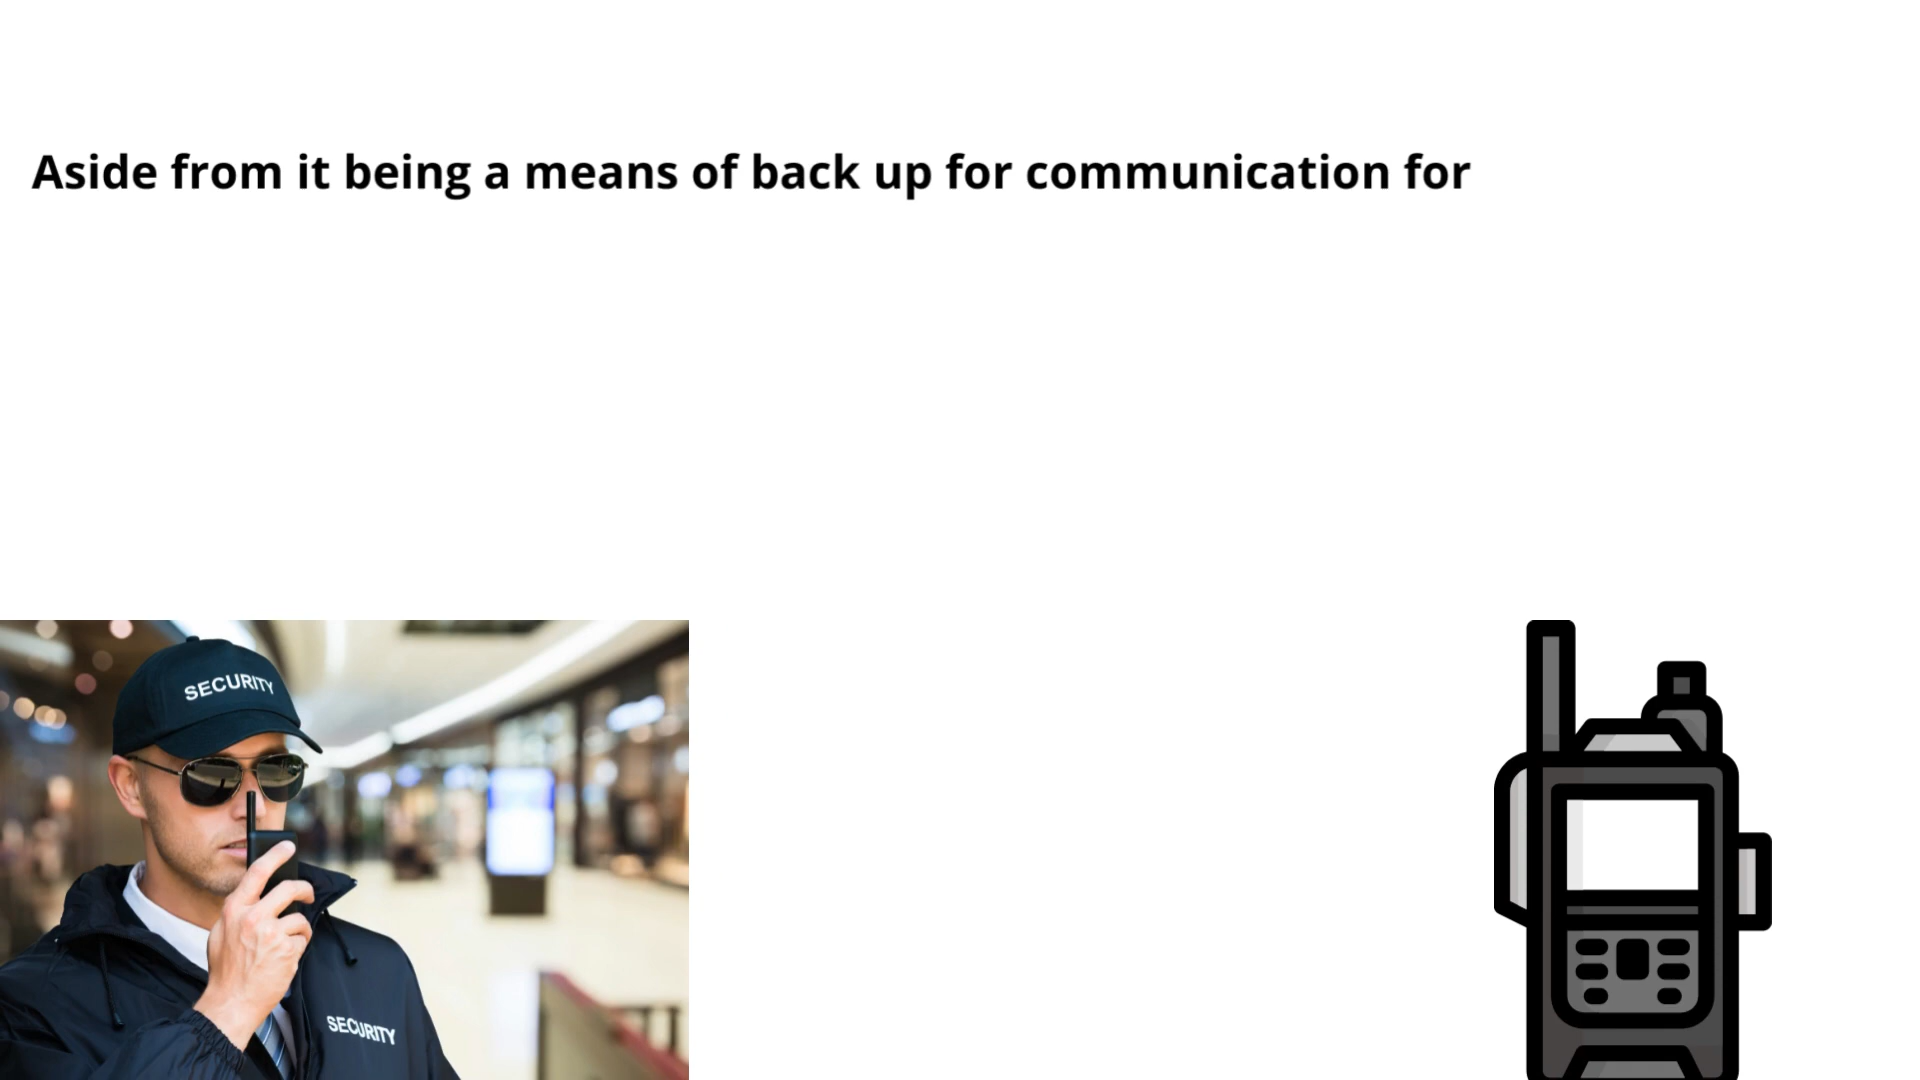 Aside from it being a means of back up for communication for
SECURITY
SECURITY